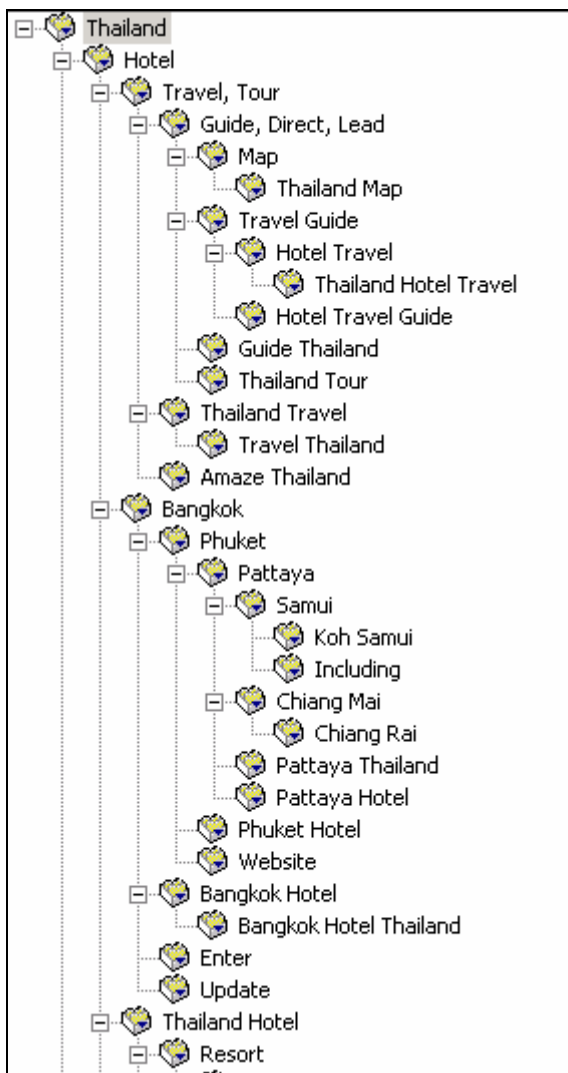 Thailand
Hotel
Travel, Tour
Guide, Direct, Lead
Map
Thailand Map
Travel Guide
Hotel Travel
Thailand Hotel Travel
Hotel Travel Guide
Guide Thailand
Thailand Tour
Thailand Travel
Travel Thailand
Amaze Thailand
Bangkok
Phuket
Pattaya
Samui
Koh Samui
Including
Chiang Mai
Chiang Rai
Pattaya Thailand
Pattaya Hotel
Phuket Hotel
Website
Bangkok Hotel
Bangkok Hotel Thailand
Enter
Update
Thailand Hotel
Resort